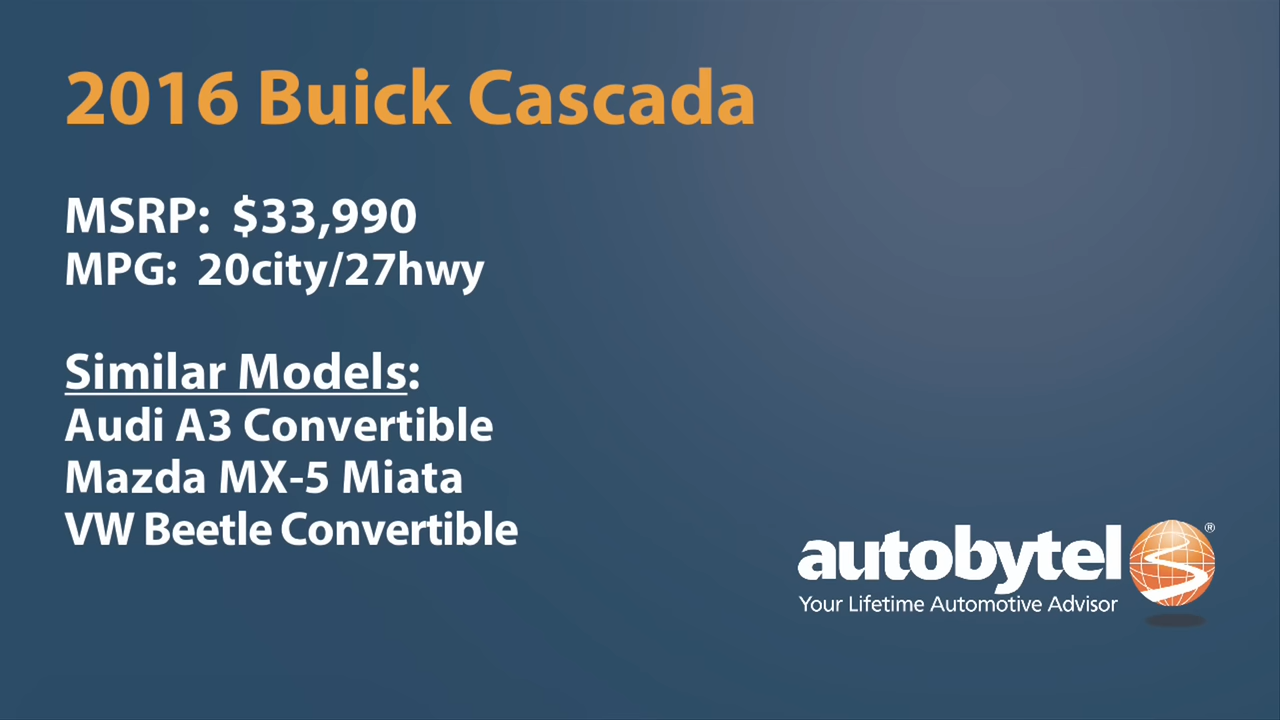 2016 Buick Cascada
MSRP: $33,990
MPG: 20city/27hwy
Similar Models:
Audi A3 Convertible
Mazda MX-5 Miata
VW Beetle Convertible
autobytel®
Your Lifetime Automotive Advisor